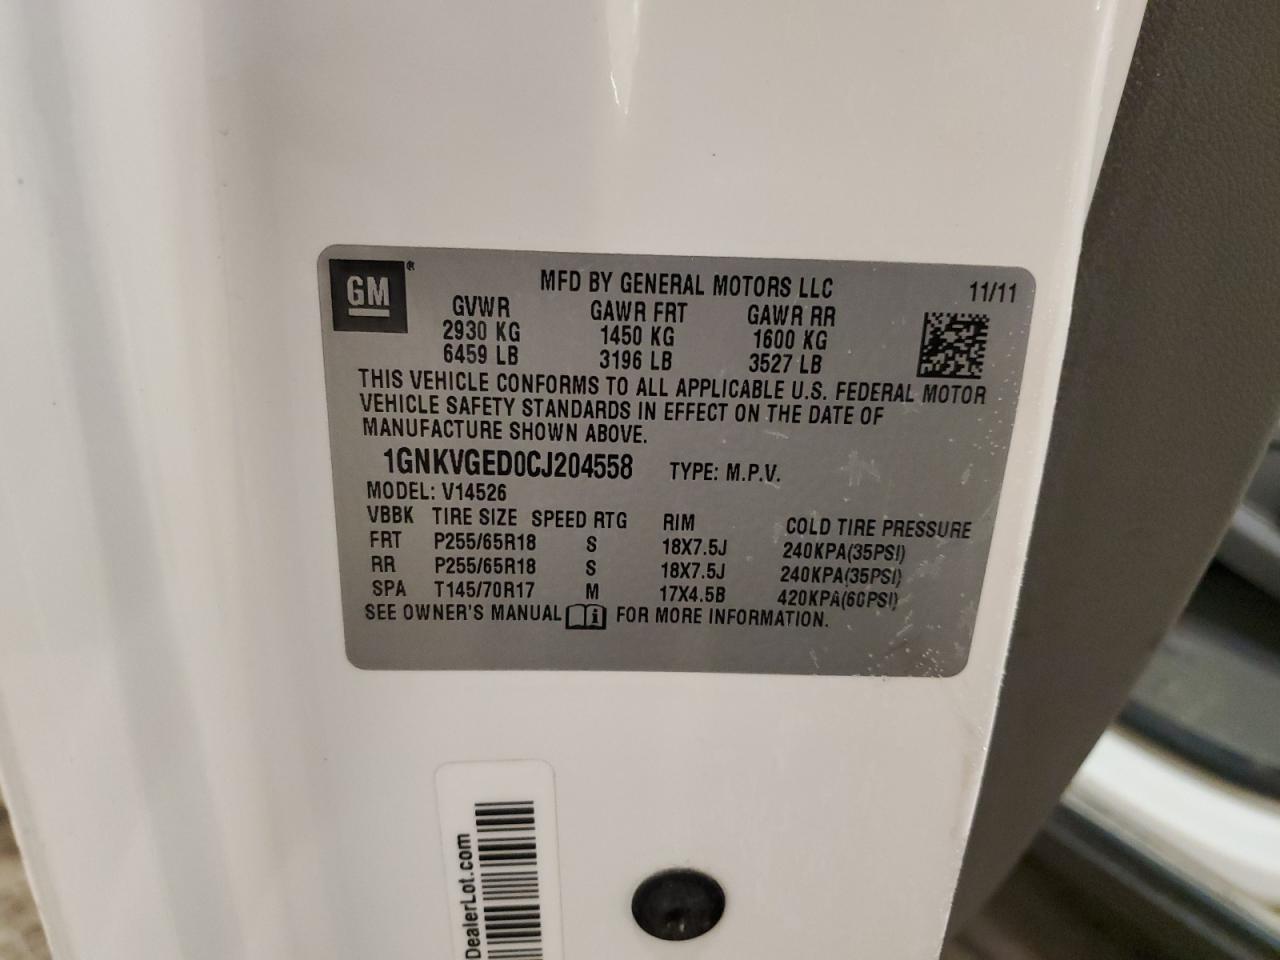 GM®
MFD BY GENERAL MOTORS LLC 11/11
GVWR GAWR FRT GAWR RR
2930 KG 1450 KG 1600 KG
6459 LB 3196 LB 3527 LB
THIS VEHICLE CONFORMS TO ALL APPLICABLE U.S. FEDERAL MOTOR
VEHICLE SAFETY STANDARDS IN EFFECT ON THE DATE OF
MANUFACTURE SHOWN ABOVE.
1GNKVGED0CJ204558 TYPE: M.P.V.
MODEL: V14526
VBBK TIRE SIZE SPEED RTG RIM COLD TIRE PRESSURE
FRT P255/65R18 S 18X7.5J 240KPA(35PSI)
RR P255/65R18 S 18X7.5J 240KPA(35PSI)
SPA T145/70R17 M 17X4.5B 420KPA(60PSI)
SEE OWNER'S MANUAL i FOR MORE INFORMATION.
DealerLot.com